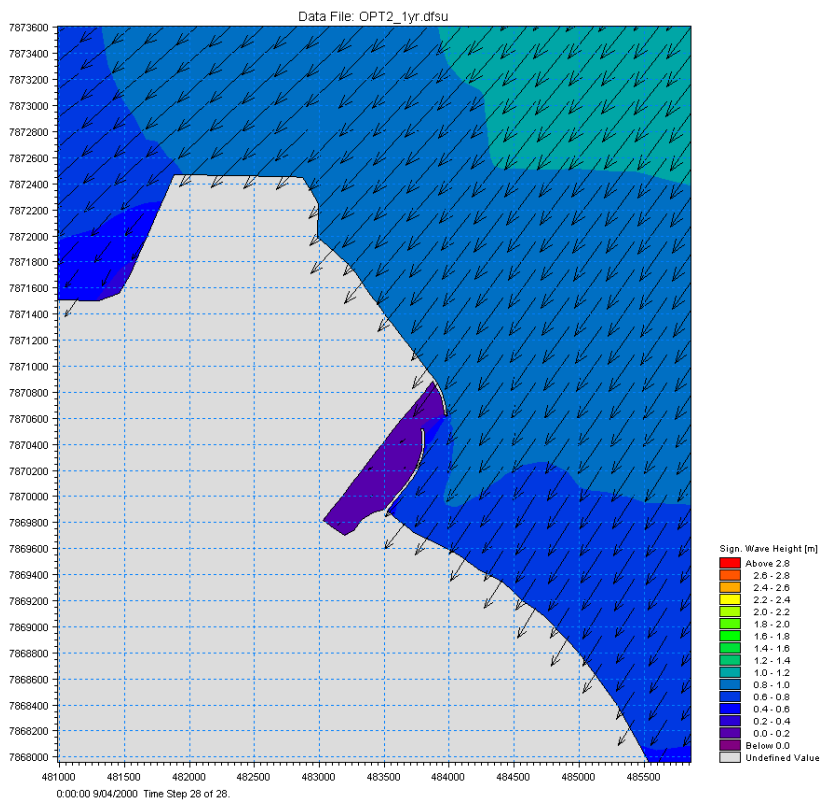 Data File: OPT2_1yr.dfsu
7873600
7873400
7873200
7873000
7872800
7872600
7872400
7872200
7872000
7871800
7871600
7871400
7871200
7871000
7870800
7870600
7870400
7870200
7870000
7869800
7869600
7869400
7869200
7869000
7868800
7868600
7868400
7868200
7868000
481000 481500 482000 482500 483000 483500 484000 484500 485000 485500
0:00:00 9/04/2000 Time Step 28 of 28.
Sign. Wave Height [m]
Above 2.8
2.6 - 2.8
2.4 - 2.6
2.2 - 2.4
2.0 - 2.2
1.8 - 2.0
1.6 - 1.8
1.4 - 1.6
1.2 - 1.4
1.0 - 1.2
0.8 - 1.0
0.6 - 0.8
0.4 - 0.6
0.2 - 0.4
0.0 - 0.2
Below 0.0
Undefined Value